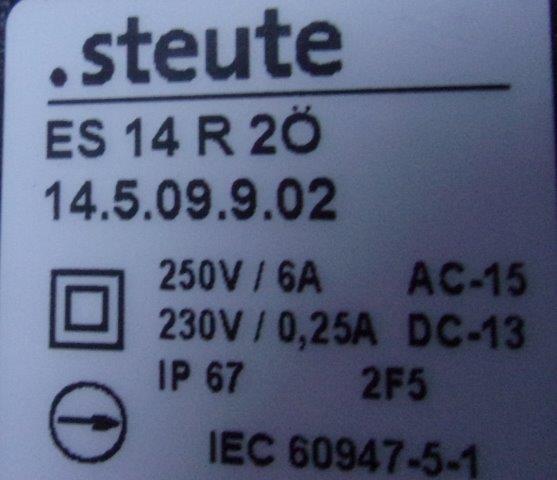 .steute
ES 14 R 2Ö
14.5.09.9.02
250V / 6A AC-15
230V / 0,25A DC-13
IP 67 2F5
IEC 60947-5-1